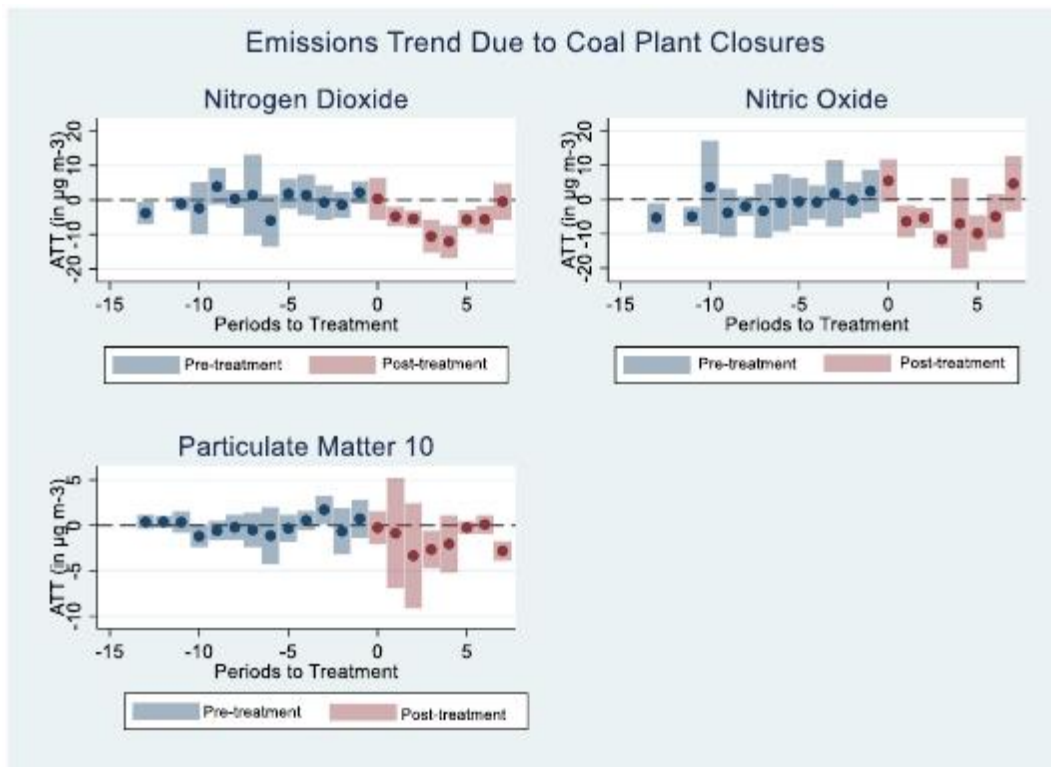 Emissions Trend Due to Coal Plant Closures
Nitrogen Dioxide
ATT (in µg m-3)
20
10
0
-10
-20
-15 -10 -5 0 5
Periods to Treatment
Pre-treatment Post-treatment
Nitric Oxide
ATT (in µg m-3)
20
10
0
-10
-20
-15 -10 -5 0 5
Periods to Treatment
Pre-treatment Post-treatment
Particulate Matter 10
ATT (in µg m-3)
5
0
-5
-10
-15 -10 -5 0 5
Periods to Treatment
Pre-treatment Post-treatment